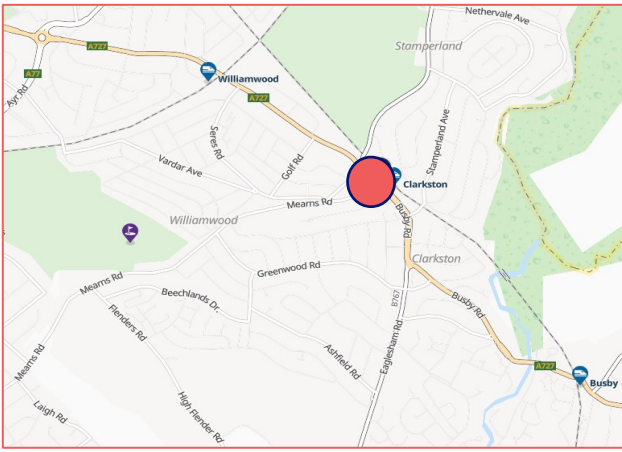 Nethervale Ave
A727
Stamperland
A77
Williamwood
Ayr Rd
A727
Stamperland Ave
Seres Rd
Golf Rd
Vardar Ave
Clarkston
Mearns Rd
Busby Rd
Williamwood
Clarkston
Greenwood Rd
Mearns Rd
Beechlands Dr.
B767
Busby Rd
Flenders Rd
Eaglesham Rd
Ashfield Rd
Mearns Rd
A727
Busby
High Flender Rd
Laigh Rd